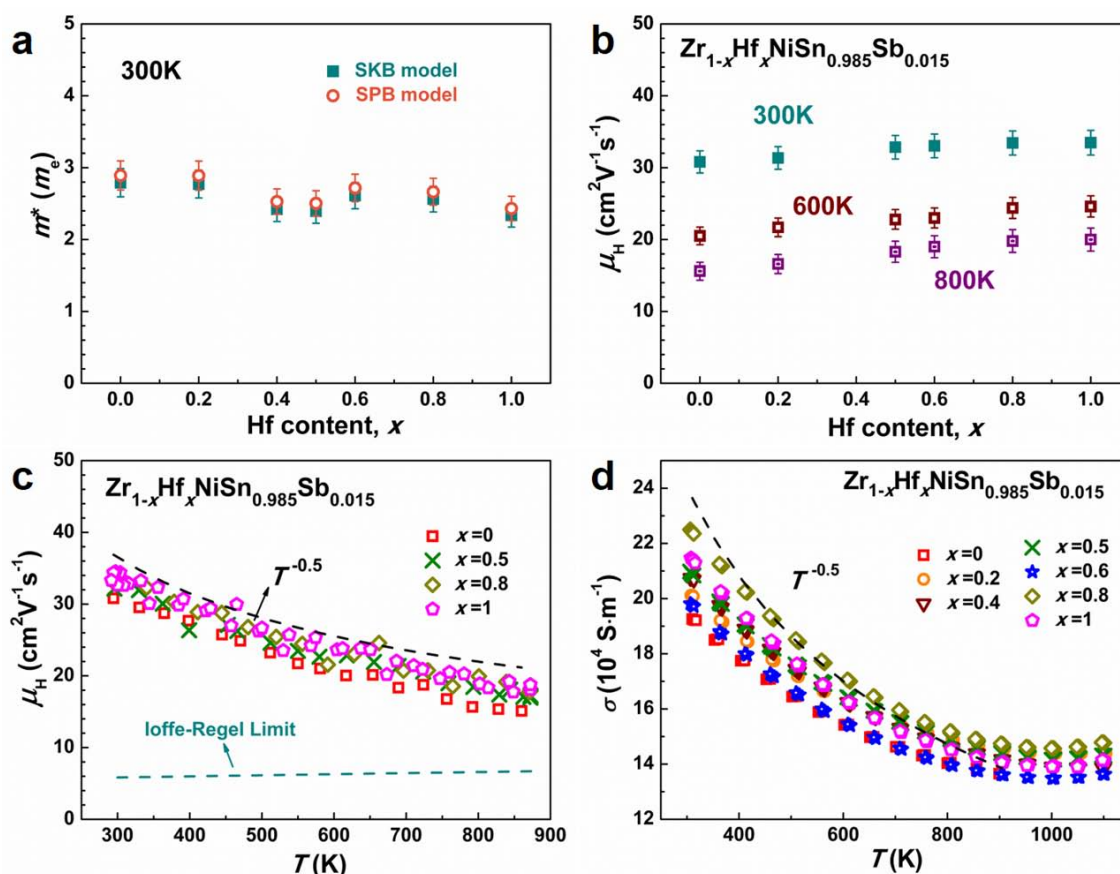 a
300K
SKB model
SPB model
m* (mₑ)
5
4
3
2
1
0
0.0 0.2 0.4 0.6 0.8 1.0
Hf content, x
b
Zr₁₋ₓHfₓNiSn₀.₉₈₅Sb₀.₀₁₅
300K
600K
800K
μH (cm²V⁻¹s⁻¹)
50
40
30
20
10
0
0.0 0.2 0.4 0.6 0.8 1.0
Hf content, x
c
Zr₁₋ₓHfₓNiSn₀.₉₈₅Sb₀.₀₁₅
x=0
x=0.5
x=0.8
x=1
T⁻⁰·⁵
Ioffe-Regel Limit
μH (cm²V⁻¹s⁻¹)
50
40
30
20
10
0
300 400 500 600 700 800 900
T (K)
d
Zr₁₋ₓHfₓNiSn₀.₉₈₅Sb₀.₀₁₅
x=0 x=0.5
x=0.2 x=0.6
x=0.4 x=0.8
x=1
T⁻⁰·⁵
σ (10⁴ S·m⁻¹)
24
22
20
18
16
14
12
400 600 800 1000
T (K)